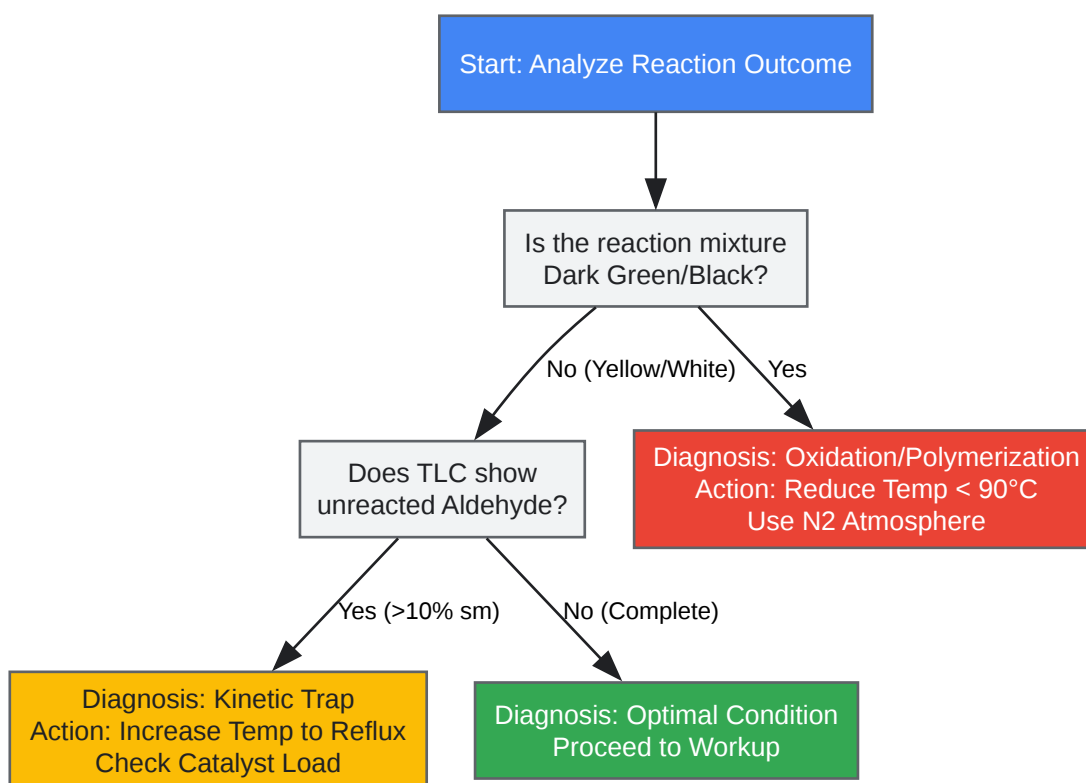 Start: Analyze Reaction Outcome
Is the reaction mixture
Dark Green/Black?
No (Yellow/White)
Yes
Does TLC show
unreacted Aldehyde?
Diagnosis: Oxidation/Polymerization
Action: Reduce Temp < 90°C
Use N2 Atmosphere
Yes (>10% sm)
No (Complete)
Diagnosis: Kinetic Trap
Action: Increase Temp to Reflux
Check Catalyst Load
Diagnosis: Optimal Condition
Proceed to Workup